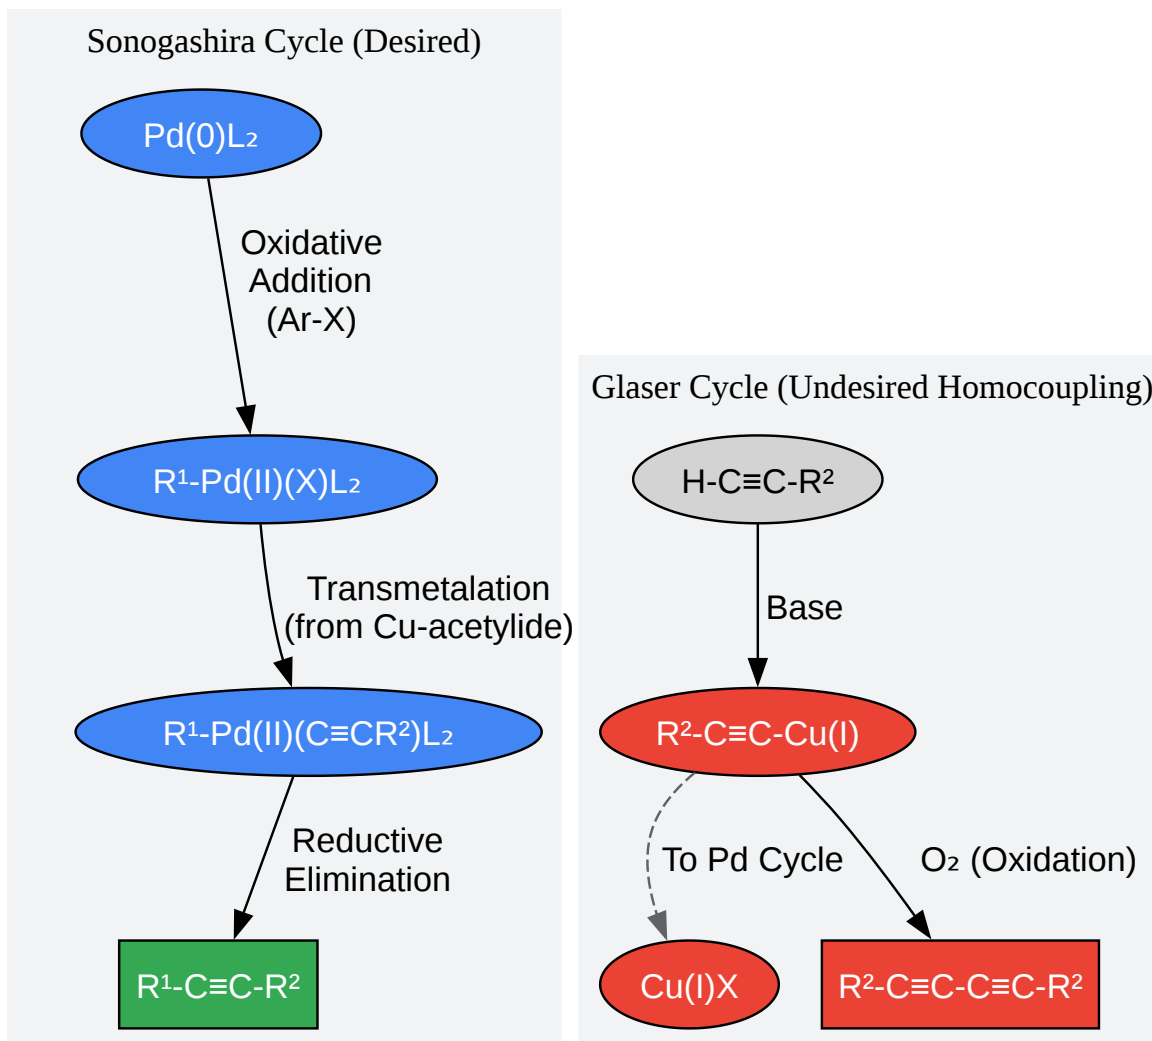 Sonogashira Cycle (Desired)
Pd(0)L₂
Oxidative
Addition
(Ar-X)
R¹-Pd(II)(X)L₂
Transmetalation
(from Cu-acetylide)
R¹-Pd(II)(C≡CR²)L₂
Reductive
Elimination
R¹-C≡C-R²
Glaser Cycle (Undesired Homocoupling)
H-C≡C-R²
Base
R²-C≡C-Cu(I)
To Pd Cycle
O₂ (Oxidation)
Cu(I)X
R²-C≡C-C≡C-R²